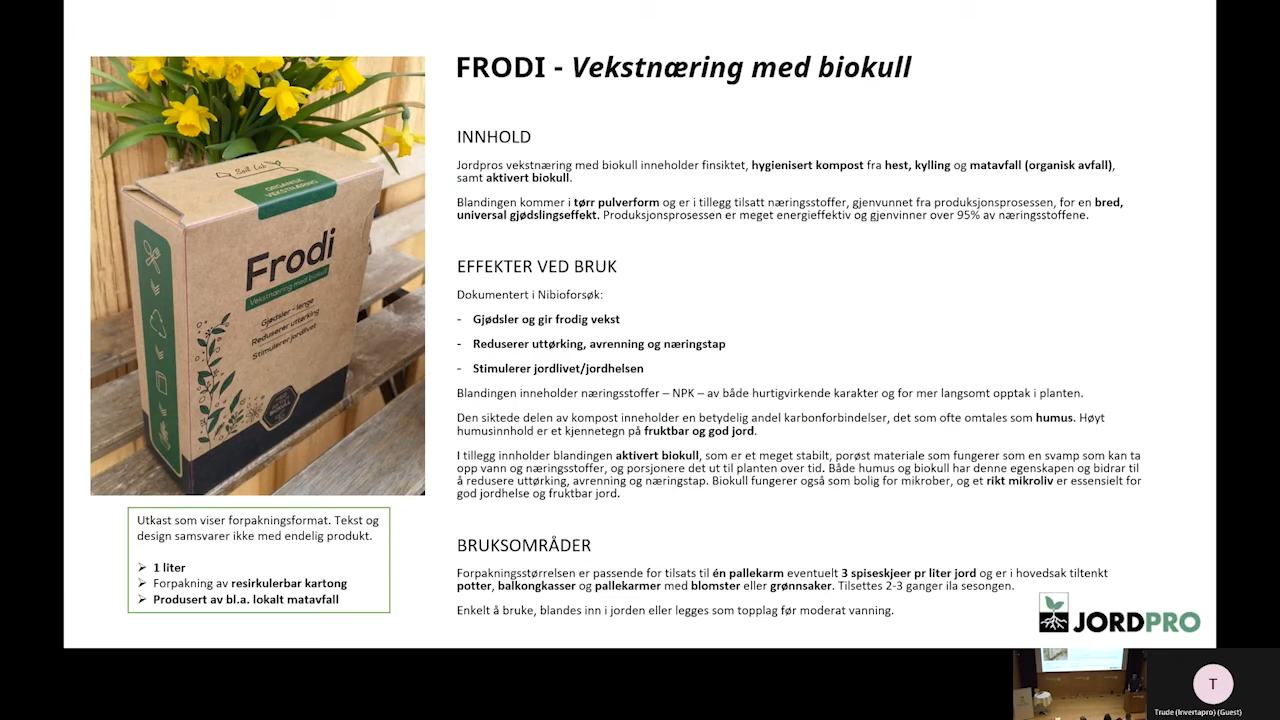 FRODI - Vekstnæring med biokull
INNHOLD
Jordpros vekstnæring med biokull inneholder finsiktet, hygienisert kompost fra hest, kylling og matavfall (organisk avfall),
samt aktivert biokull.
Blandingen kommer i tørr pulverform og er i tillegg tilsatt næringsstoffer, gjenvunnet fra produksjonsprosessen, for en bred,
universal gjødslingseffekt. Produksjonsprosessen er meget energieffektiv og gjenvinner over 95% av næringsstoffene.
EFFEKTER VED BRUK
Dokumentert i Nibioforsøk:
- Gjødsler og gir frodig vekst
- Reduserer uttørking, avrenning og næringstap
- Stimulerer jordlivet/jordhelsen
Blandingen inneholder næringsstoffer – NPK – av både hurtigvirkende karakter og for mer langsomt opptak i planten.
Den siktede delen av kompost inneholder en betydelig andel karbonforbindelser, det som ofte omtales som humus. Høyt
humusinnhold er et kjennetegn på fruktbar og god jord.
I tillegg innholder blandingen aktivert biokull, som er et meget stabilt, porøst materiale som fungerer som en svamp som kan ta
opp vann og næringsstoffer, og porsjonere det ut til planten over tid. Både humus og biokull har denne egenskapen og bidrar til
å redusere uttørking, avrenning og næringstap. Biokull fungerer også som bolig for mikrober, og et rikt mikroliv er essensielt for
god jordhelse og fruktbar jord.
BRUKSOMRÅDER
Forpakningsstørrelsen er passende for tilsats til én pallekarm eventuelt 3 spiseskjeer pr liter jord og er i hovedsak tiltenkt
potter, balkongkasser og pallekarmer med blomster eller grønnsaker. Tilsettes 2-3 ganger ila sesongen.
Enkelt å bruke, blandes inn i jorden eller legges som topplag før moderat vanning.
Soil Lab
ORGANISK
VEKSTNÆRING
Frodi
Vekstnæring med biokull
Gjødsler lenge
Reduserer uttørking
Stimulerer jordlivet
Utkast som viser forpakningsformat. Tekst og
design samsvarer ikke med endelig produkt.
➢ 1 liter
➢ Forpakning av resirkulerbar kartong
➢ Produsert av bl.a. lokalt matavfall
JORDPRO
T
Trude (Invertapro) (Guest)